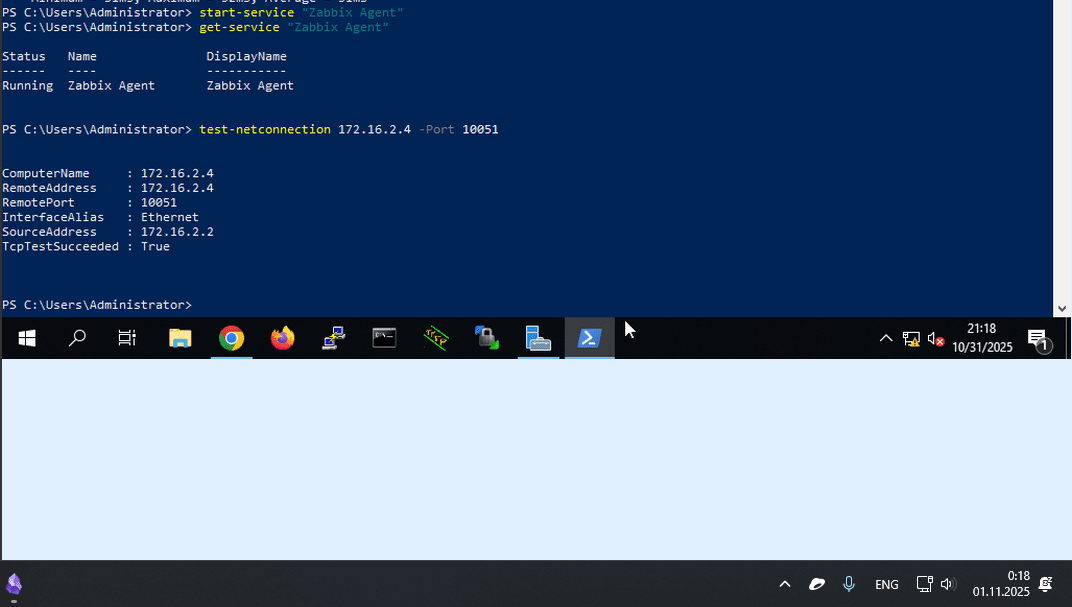 PS C:\Users\Administrator> start-service "Zabbix Agent"
PS C:\Users\Administrator> get-service "Zabbix Agent"
Status Name DisplayName
------ ---- -----------
Running Zabbix Agent Zabbix Agent
PS C:\Users\Administrator> test-netconnection 172.16.2.4 -Port 10051
ComputerName : 172.16.2.4
RemoteAddress : 172.16.2.4
RemotePort : 10051
InterfaceAlias : Ethernet
SourceAddress : 172.16.2.2
TcpTestSucceeded : True
PS C:\Users\Administrator>
21:18
10/31/2025
1
ENG
0:18
01.11.2025